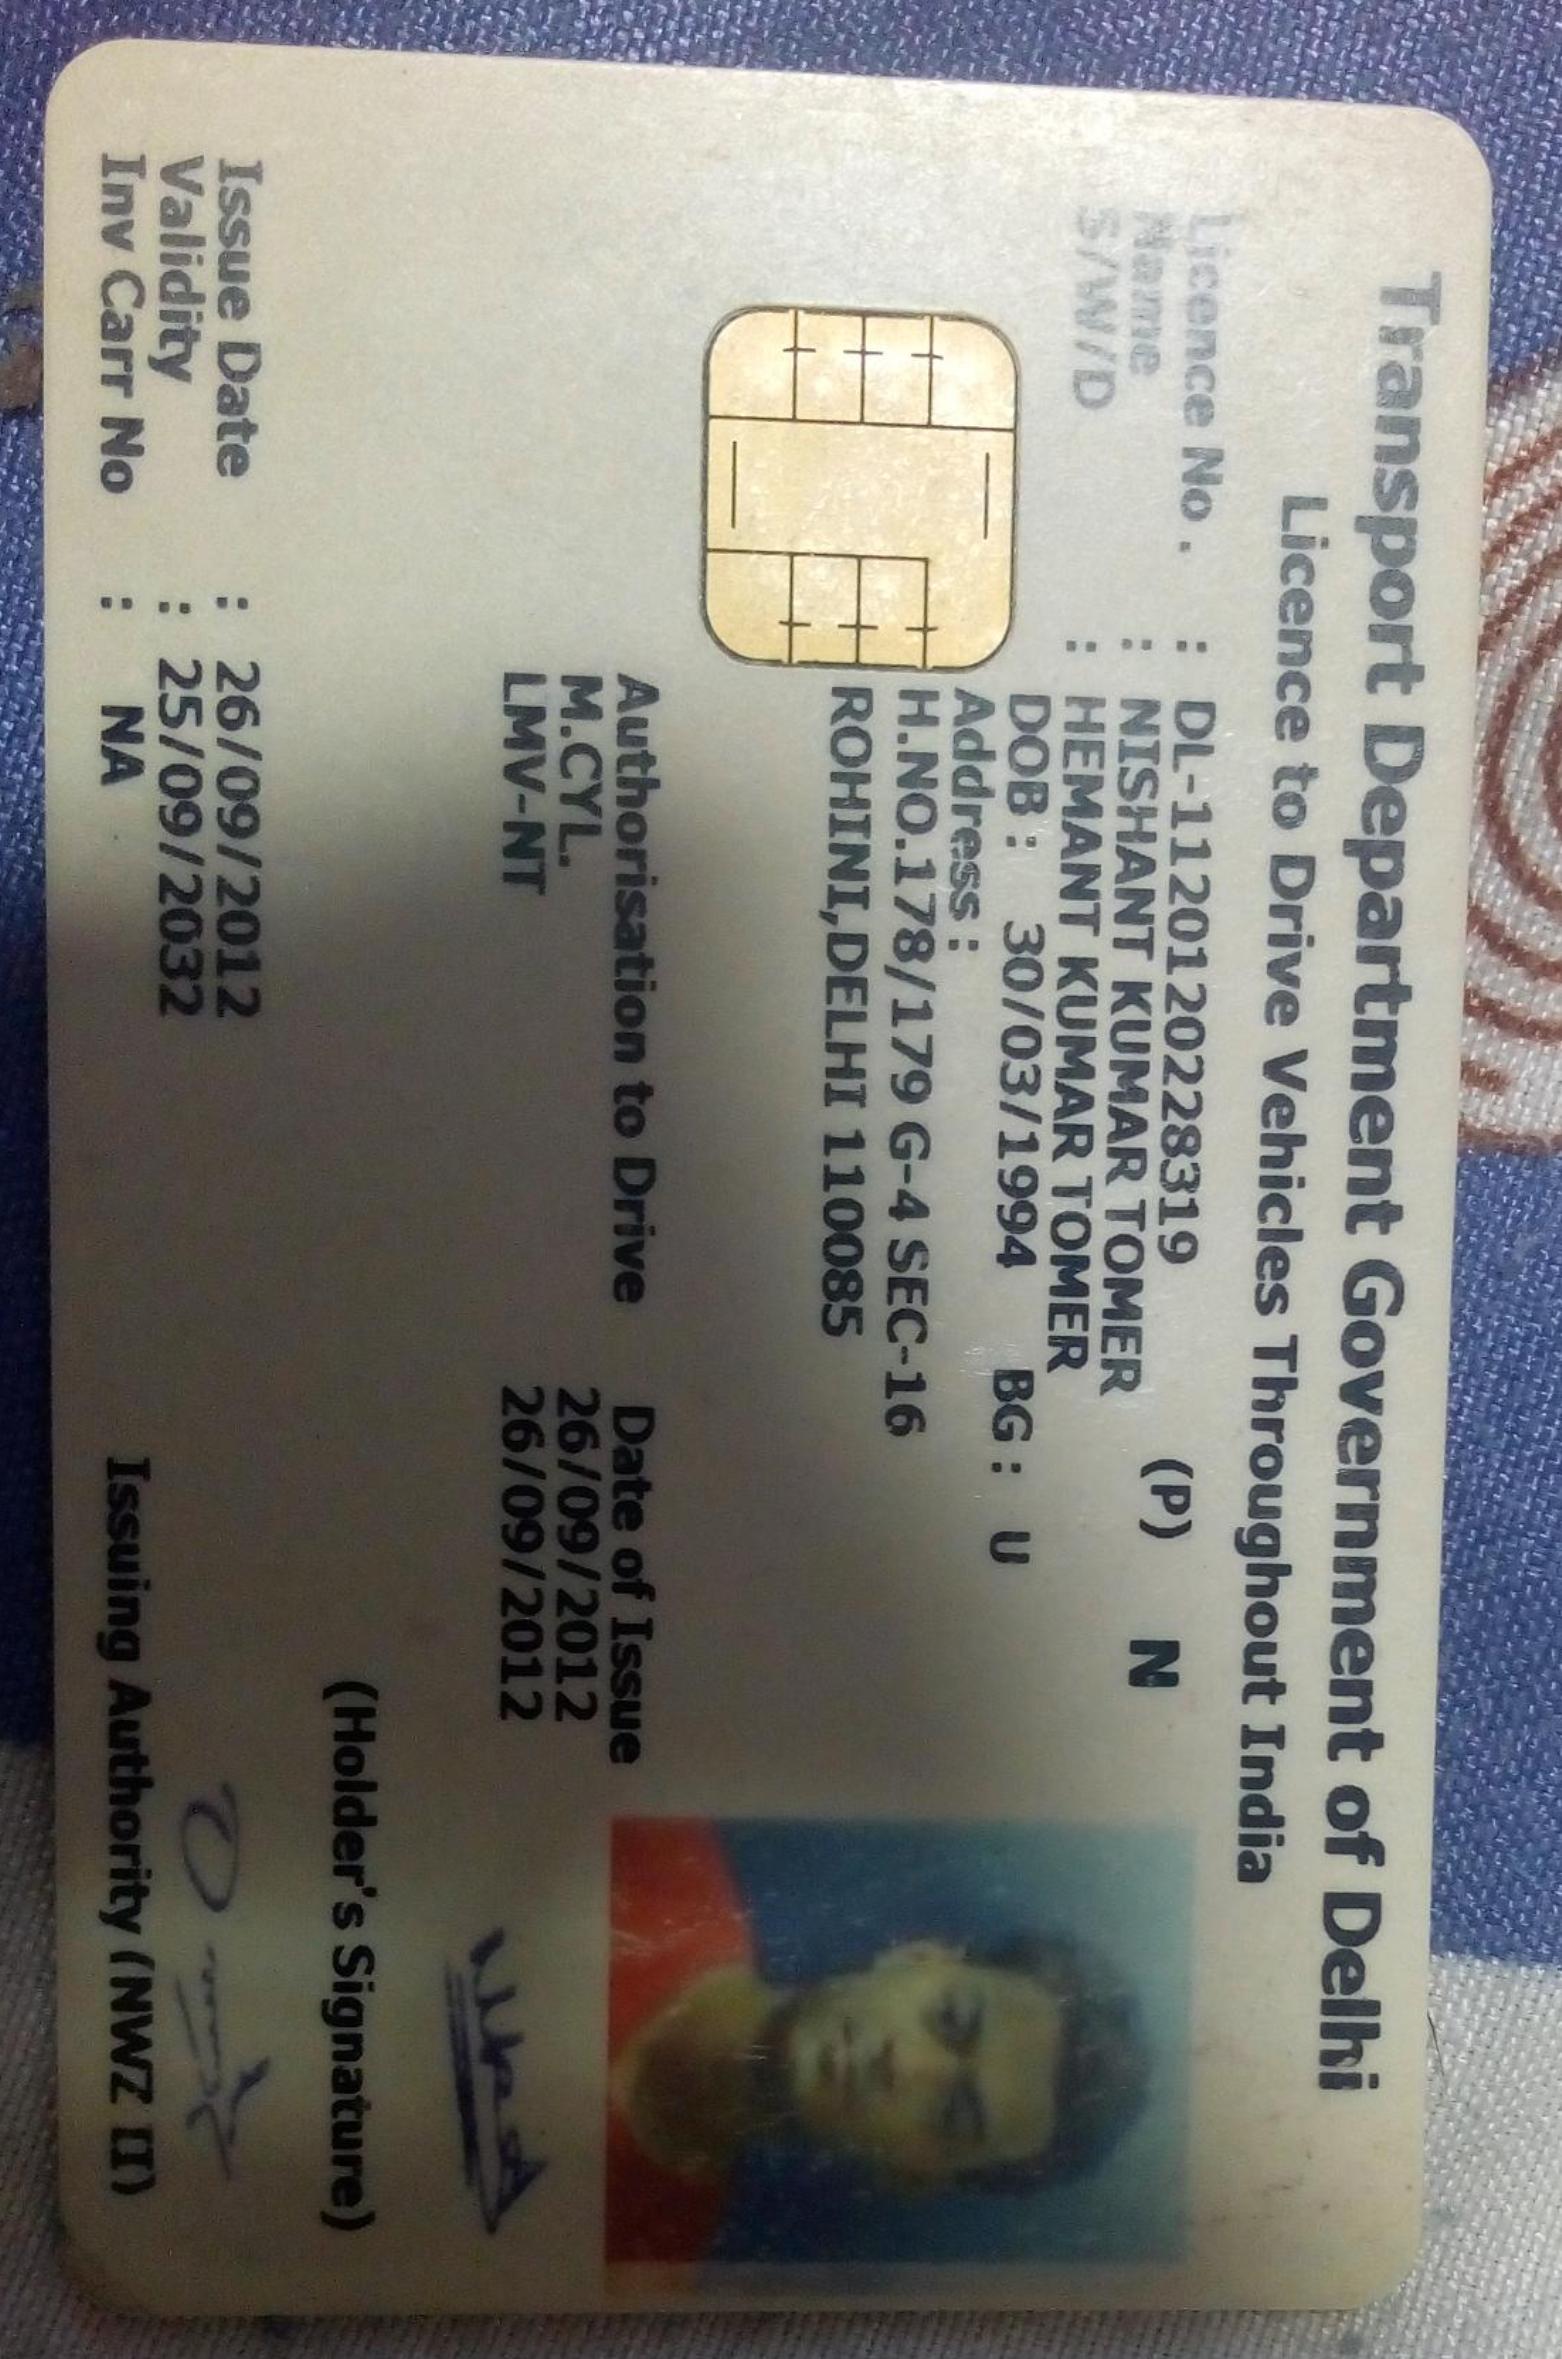 Transport Department Government of Delhi
Licence to Drive Vehicles Throughout India
Licence No. : DL-1120120228319 (P) N
Name : NISHANT KUMAR TOMER
S/W/D : HEMANT KUMAR TOMER
DOB : 30/03/1994 BG : U
Address :
H.NO.178/179 G-4 SEC-16
ROHINI,DELHI 110085
Authorisation to Drive Date of Issue
M.CYL. 26/09/2012
LMV-NT 26/09/2012
(Holder's Signature)
Issue Date : 26/09/2012
Validity : 25/09/2032
Inv Carr No : NA
Issuing Authority (NWZ II)